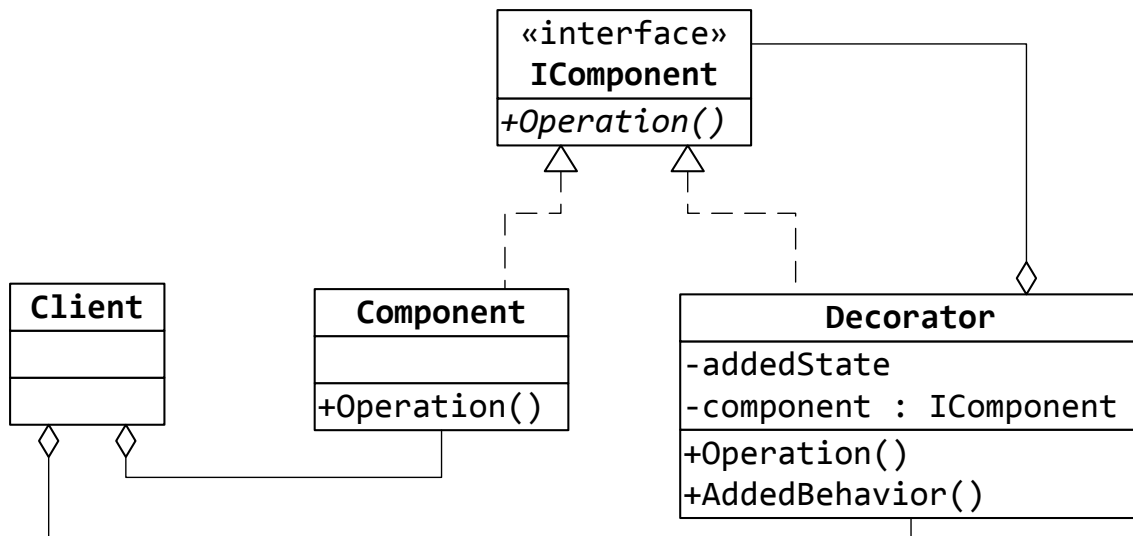 «interface»
IComponent
+Operation()
Client
Component
+Operation()
Decorator
-addedState
-component : IComponent
+Operation()
+AddedBehavior()